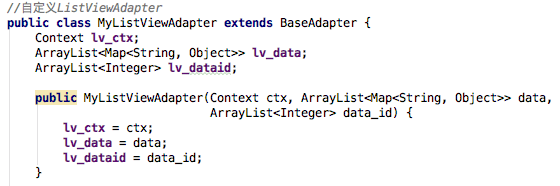 //自定义ListViewAdapter
public class MyListViewAdapter extends BaseAdapter {
Context lv_ctx;
ArrayList<Map<String, Object>> lv_data;
ArrayList<Integer> lv_dataid;
public MyListViewAdapter(Context ctx, ArrayList<Map<String, Object>> data,
ArrayList<Integer> data_id) {
lv_ctx = ctx;
lv_data = data;
lv_dataid = data_id;
}